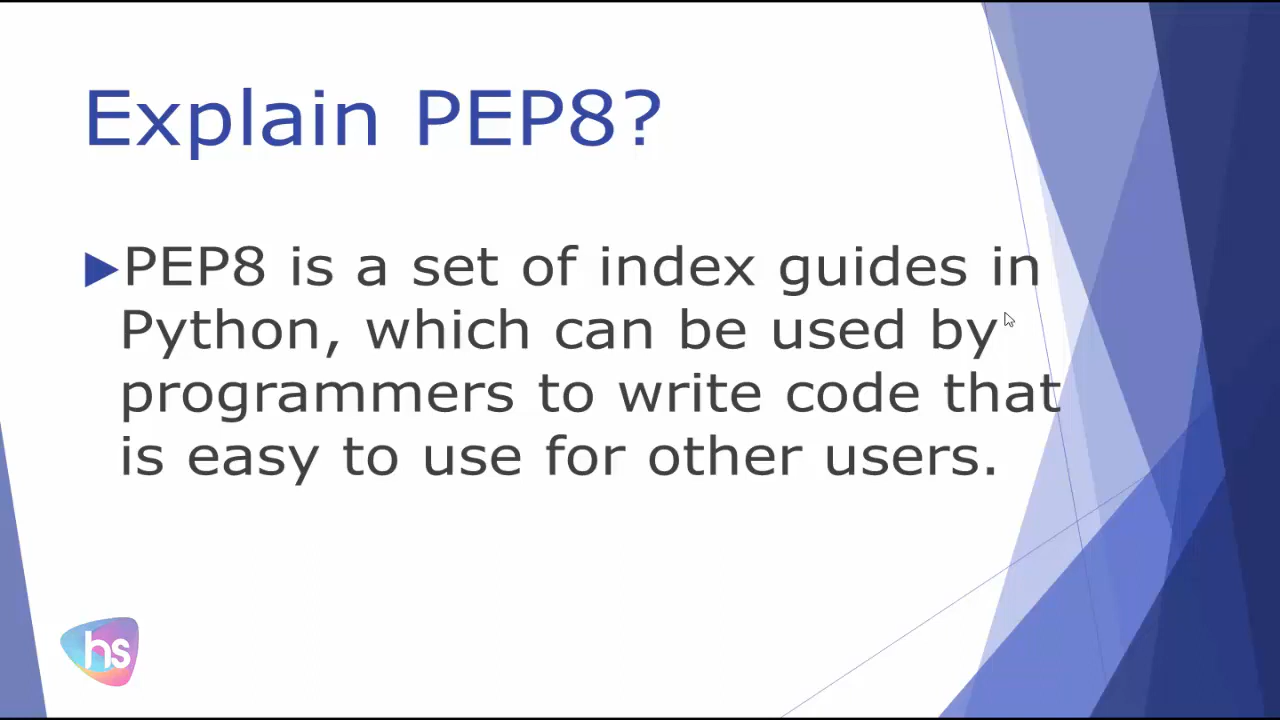 Explain PEP8?
PEP8 is a set of index guides in
Python, which can be used by
programmers to write code that
is easy to use for other users.
hs